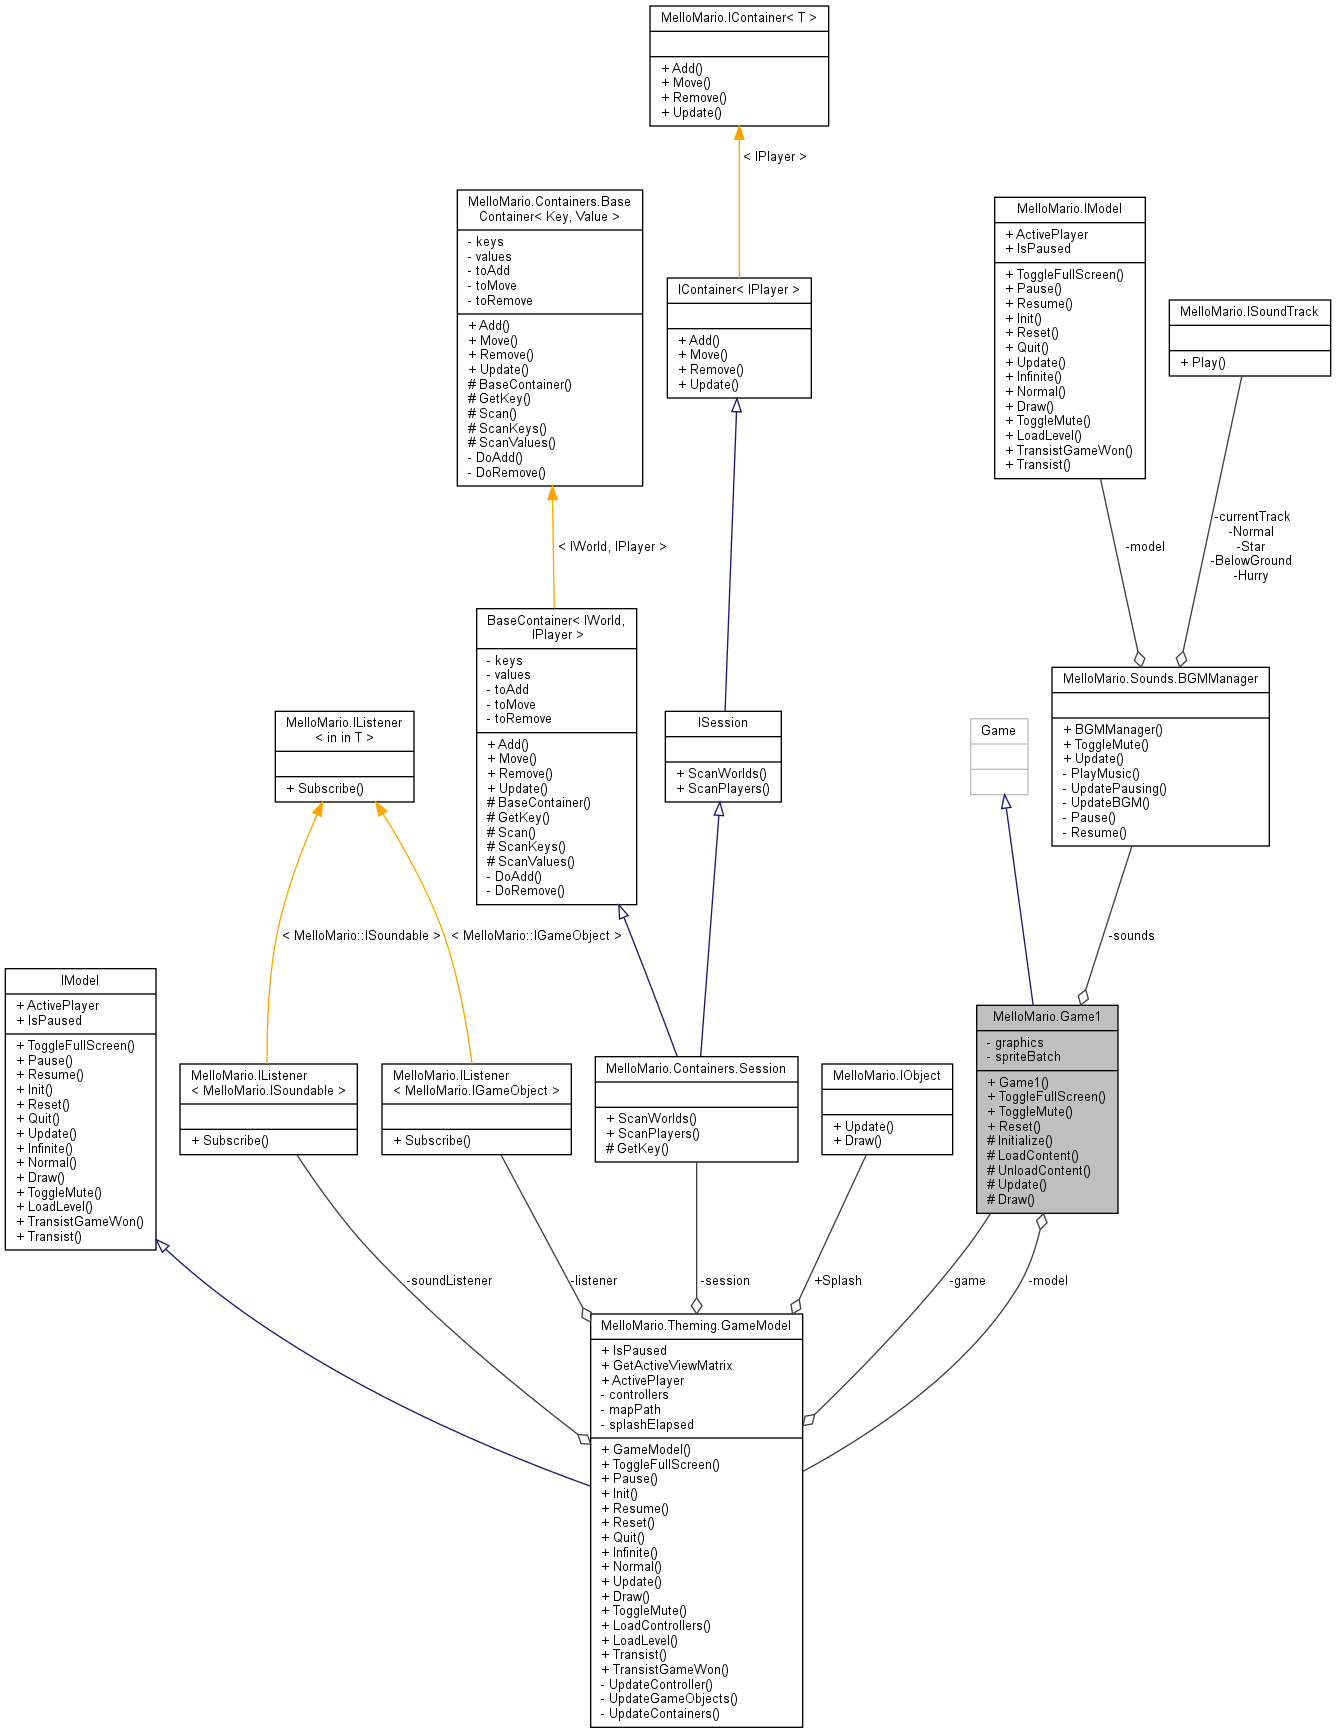 MelloMario.IContainer< T >
+ Add()
+ Move()
+ Remove()
+ Update()
< IPlayer >
MelloMario.Containers.Base
Container< Key, Value >
- keys
- values
- toAdd
- toMove
- toRemove
+ Add()
+ Move()
+ Remove()
+ Update()
# BaseContainer()
# GetKey()
# Scan()
# ScanKeys()
# ScanValues()
- DoAdd()
- DoRemove()
IContainer< IPlayer >
+ Add()
+ Move()
+ Remove()
+ Update()
MelloMario.IModel
+ ActivePlayer
+ IsPaused
+ ToggleFullScreen()
+ Pause()
+ Resume()
+ Init()
+ Reset()
+ Quit()
+ Update()
+ Infinite()
+ Normal()
+ Draw()
+ ToggleMute()
+ LoadLevel()
+ TransistGameWon()
+ Transist()
MelloMario.ISoundTrack
+ Play()
< IWorld, IPlayer >
-model
-currentTrack
-Normal
-Star
-BelowGround
-Hurry
BaseContainer< IWorld,
IPlayer >
- keys
- values
- toAdd
- toMove
- toRemove
+ Add()
+ Move()
+ Remove()
+ Update()
# BaseContainer()
# GetKey()
# Scan()
# ScanKeys()
# ScanValues()
- DoAdd()
- DoRemove()
MelloMario.IListener
< in in T >
+ Subscribe()
ISession
+ ScanWorlds()
+ ScanPlayers()
Game
MelloMario.Sounds.BGMManager
+ BGMManager()
+ ToggleMute()
+ Update()
- PlayMusic()
- UpdatePausing()
- UpdateBGM()
- Pause()
- Resume()
< MelloMario::ISoundable >
< MelloMario::IGameObject >
-sounds
IModel
+ ActivePlayer
+ IsPaused
+ ToggleFullScreen()
+ Pause()
+ Resume()
+ Init()
+ Reset()
+ Quit()
+ Update()
+ Infinite()
+ Normal()
+ Draw()
+ ToggleMute()
+ LoadLevel()
+ TransistGameWon()
+ Transist()
MelloMario.IListener
< MelloMario.ISoundable >
+ Subscribe()
MelloMario.IListener
< MelloMario.IGameObject >
+ Subscribe()
MelloMario.Containers.Session
+ ScanWorlds()
+ ScanPlayers()
# GetKey()
MelloMario.IObject
+ Update()
+ Draw()
MelloMario.Game1
- graphics
- spriteBatch
+ Game1()
+ ToggleFullScreen()
+ ToggleMute()
+ Reset()
# Initialize()
# LoadContent()
# UnloadContent()
# Update()
# Draw()
-soundListener
-listener
-session
+Splash
-game
-model
MelloMario.Theming.GameModel
+ IsPaused
+ GetActiveViewMatrix
+ ActivePlayer
- controllers
- mapPath
- splashElapsed
+ GameModel()
+ ToggleFullScreen()
+ Pause()
+ Init()
+ Resume()
+ Reset()
+ Quit()
+ Infinite()
+ Normal()
+ Update()
+ Draw()
+ ToggleMute()
+ LoadControllers()
+ LoadLevel()
+ Transist()
+ TransistGameWon()
- UpdateController()
- UpdateGameObjects()
- UpdateContainers()